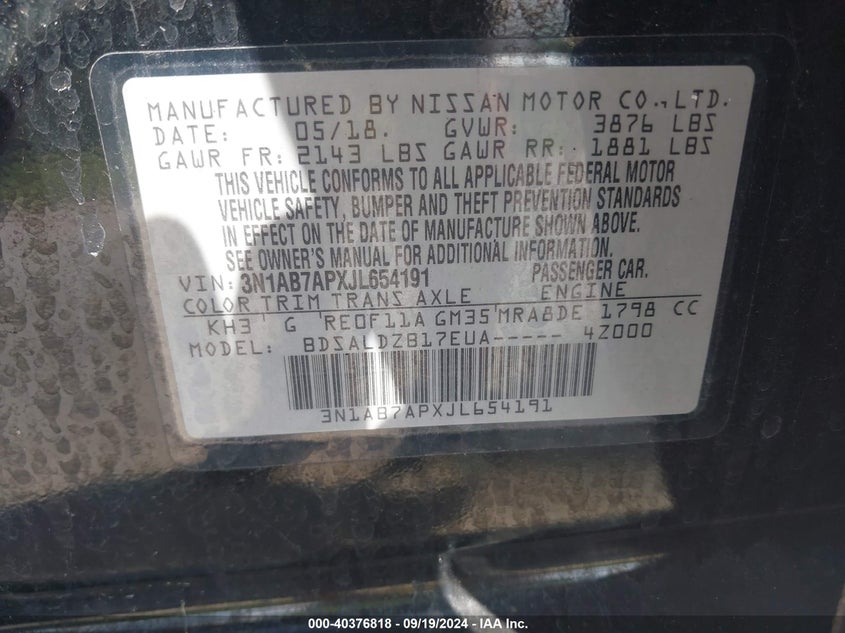 MANUFACTURED BY NISSAN MOTOR CO.,LTD.
DATE: 05/18. GVWR: 3876 LBS
GAWR FR: 2143 LBS GAWR RR: 1881 LBS
THIS VEHICLE CONFORMS TO ALL APPLICABLE FEDERAL MOTOR
VEHICLE SAFETY, BUMPER AND THEFT PREVENTION STANDARDS
IN EFFECT ON THE DATE OF MANUFACTURE SHOWN ABOVE.
SEE OWNER'S MANUAL FOR ADDITIONAL INFORMATION.
VIN: 3N1AB7APXJL654191 PASSENGER CAR.
COLOR TRIM TRANS AXLE ENGINE
KH3 G RE0F11A GM35 MRA8DE 1798 CC
MODEL: BDSALDZB17EUA----- 4Z000
3N1AB7APXJL654191
000-40376818 - 09/19/2024 - IAA Inc.